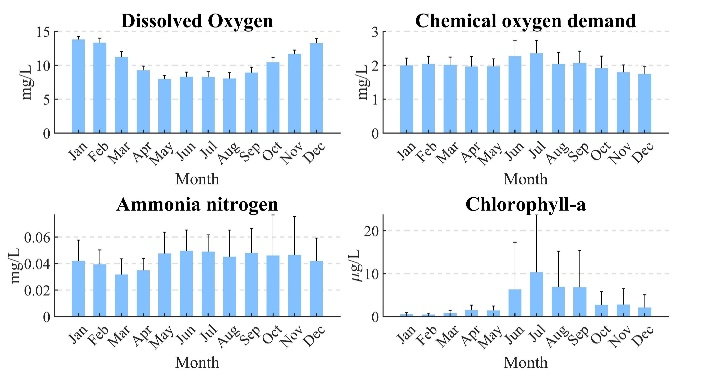 Dissolved Oxygen
15
10
5
0
mg/L
Jan Feb Mar Apr May Jun Jul Aug Sep Oct Nov Dec
Month
Chemical oxygen demand
3
2
1
0
mg/L
Jan Feb Mar Apr May Jun Jul Aug Sep Oct Nov Dec
Month
Ammonia nitrogen
0.06
0.04
0.02
0
mg/L
Jan Feb Mar Apr May Jun Jul Aug Sep Oct Nov Dec
Month
Chlorophyll-a
20
10
0
μg/L
Jan Feb Mar Apr May Jun Jul Aug Sep Oct Nov Dec
Month